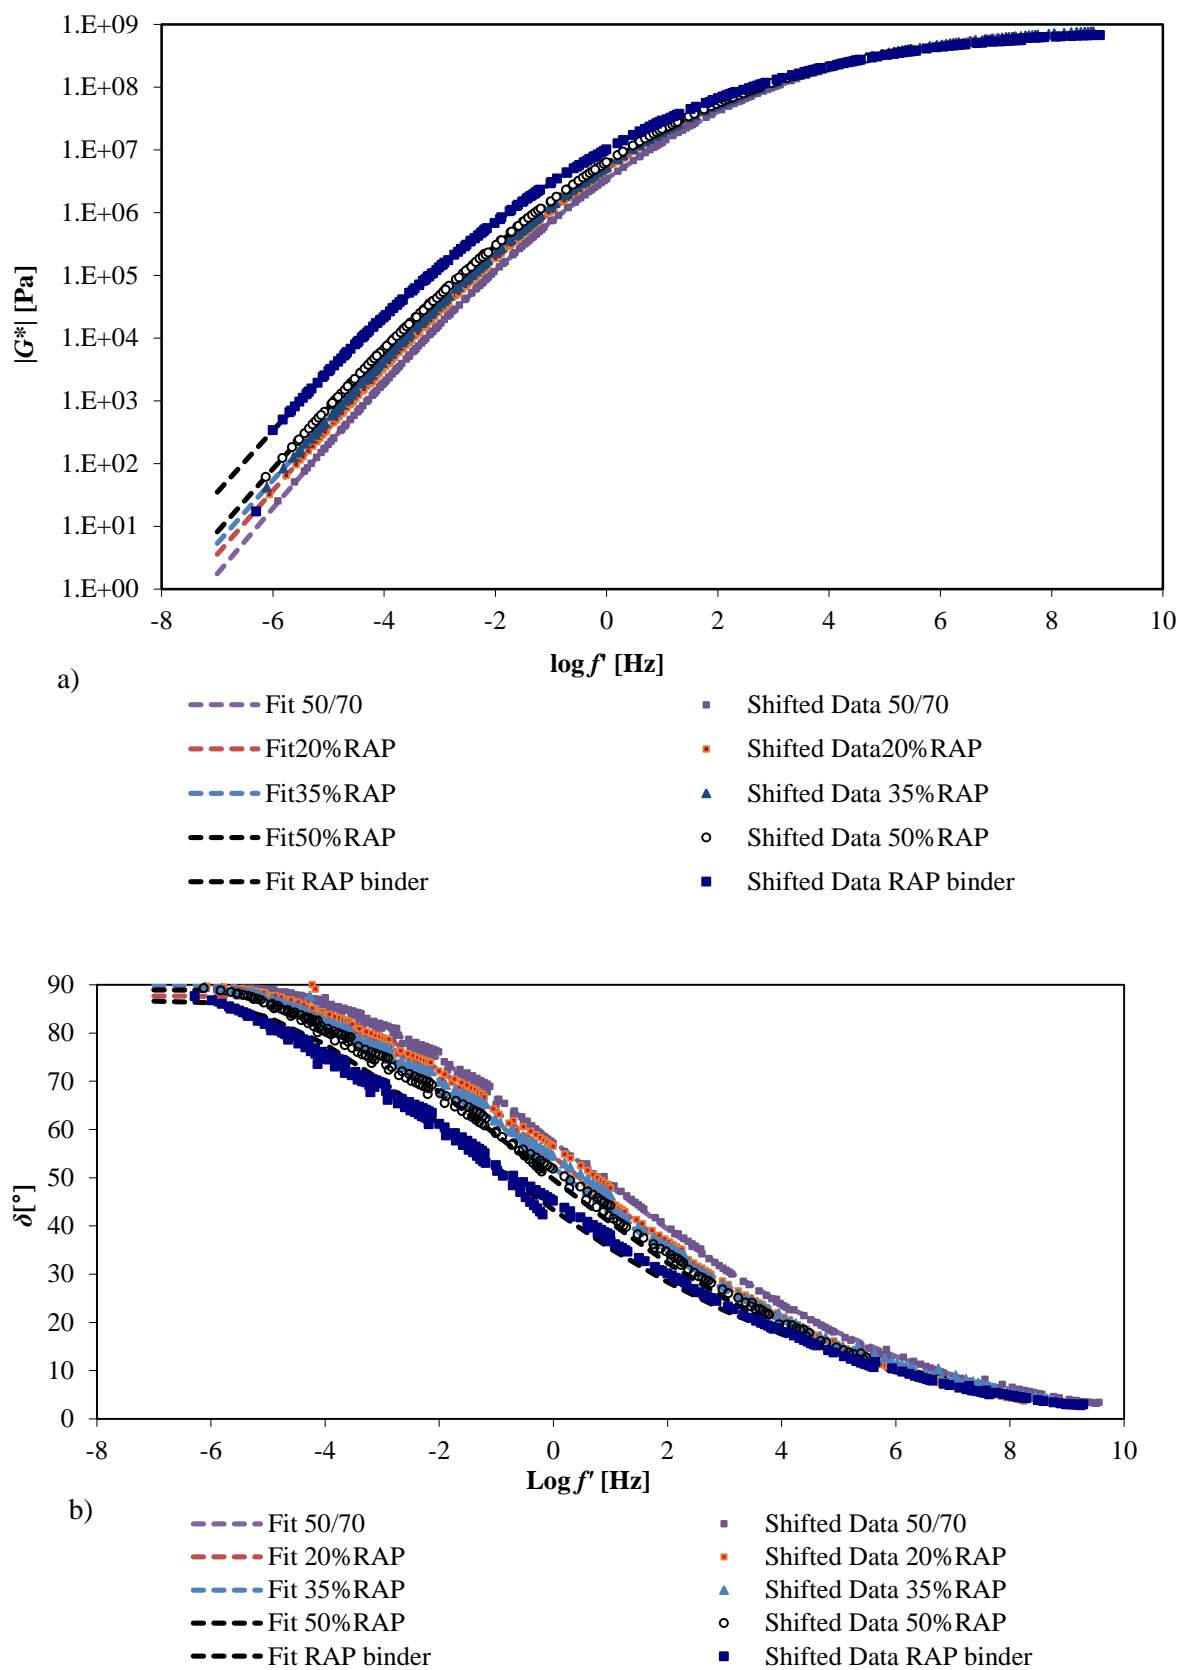 1.E+09
1.E+08
1.E+07
1.E+06
1.E+05
1.E+04
1.E+03
1.E+02
1.E+01
1.E+00
|G*| [Pa]
-8 -6 -4 -2 0 2 4 6 8 10
log f' [Hz]
a)
Fit 50/70 Shifted Data 50/70
Fit20%RAP Shifted Data20%RAP
Fit35%RAP Shifted Data 35%RAP
Fit50%RAP Shifted Data 50%RAP
Fit RAP binder Shifted Data RAP binder
90
80
70
60
50
40
30
20
10
0
δ[°]
-8 -6 -4 -2 0 2 4 6 8 10
Log f' [Hz]
b)
Fit 50/70 Shifted Data 50/70
Fit 20%RAP Shifted Data 20%RAP
Fit 35%RAP Shifted Data 35%RAP
Fit 50%RAP Shifted Data 50%RAP
Fit RAP binder Shifted Data RAP binder